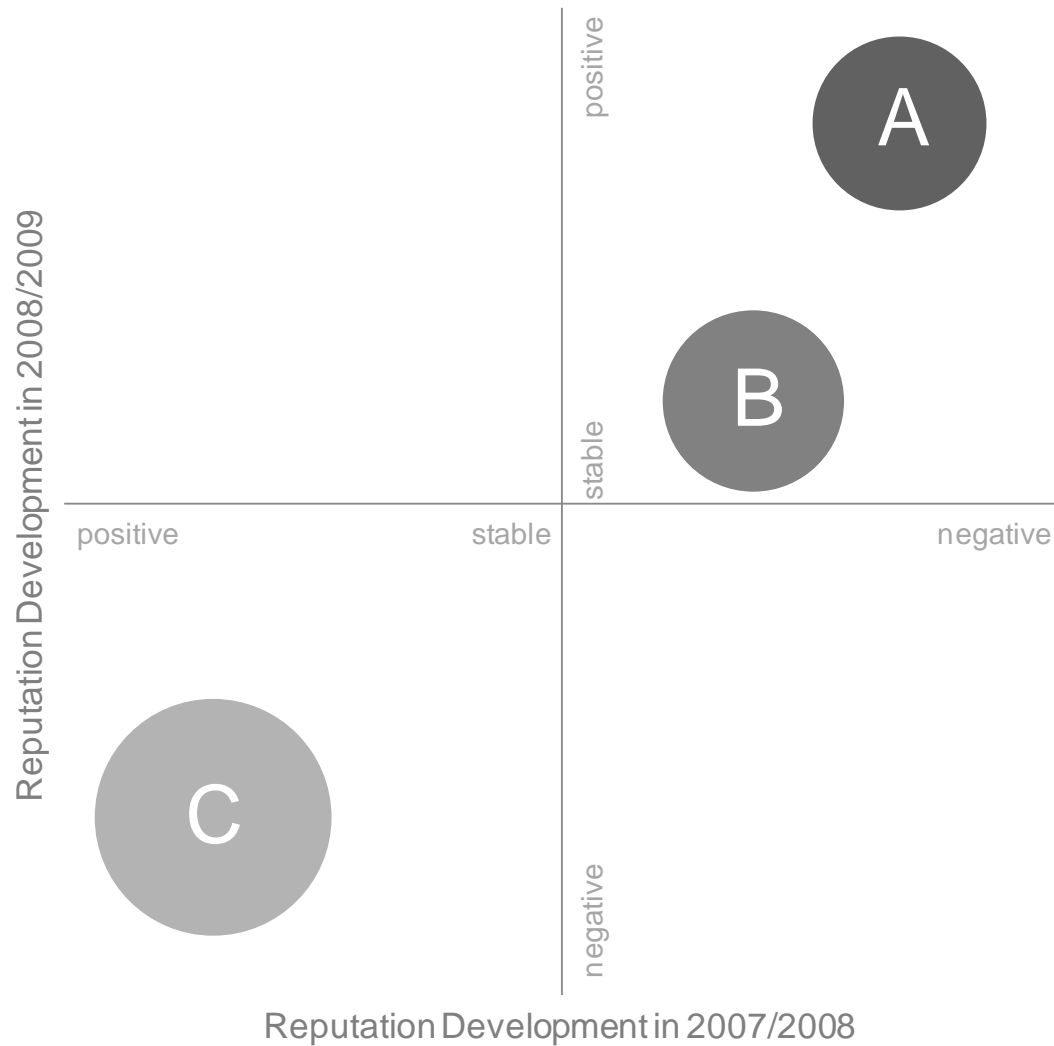 positive
A
Reputation Development in 2008/2009
B
stable
positive
stable
negative
C
negative
Reputation Development in 2007/2008